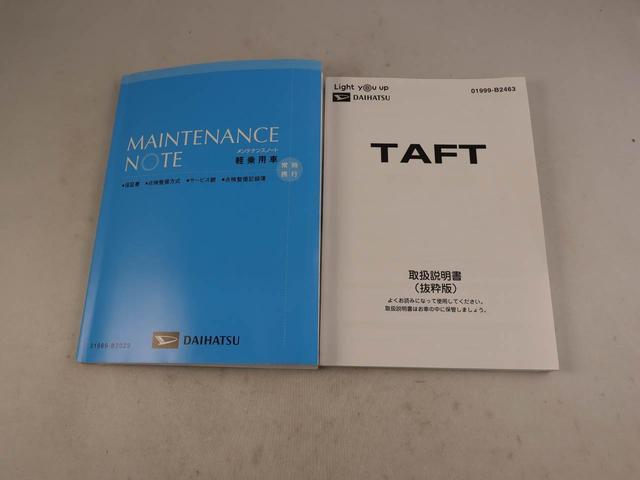 MAINTENANCE
NOTE
メンテナンスノート
軽乗用車
常時
携行
●保証書 ●点検整備方式 ●サービス網 ●点検整備記録簿
DAIHATSU
01989-B2029
Light you up
DAIHATSU
01999-B2463
TAFT
取扱説明書
(抜粋版)
よくお読みになって使用してください。
取扱説明書はお車の中に保管しましょう。